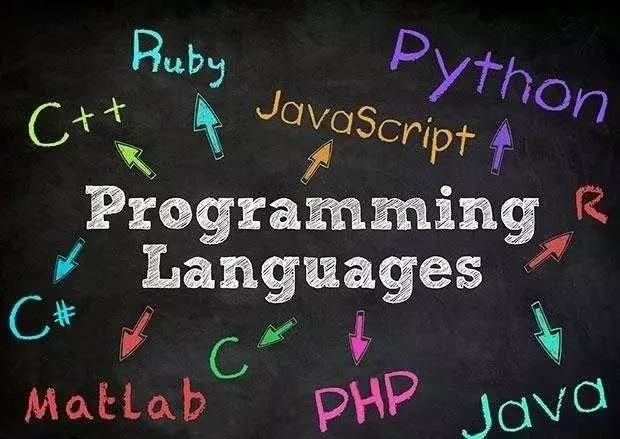 Ruby
Python
C++
JavaScript
Programming
R
Languages
C#
C
Matlab
PHP
Java